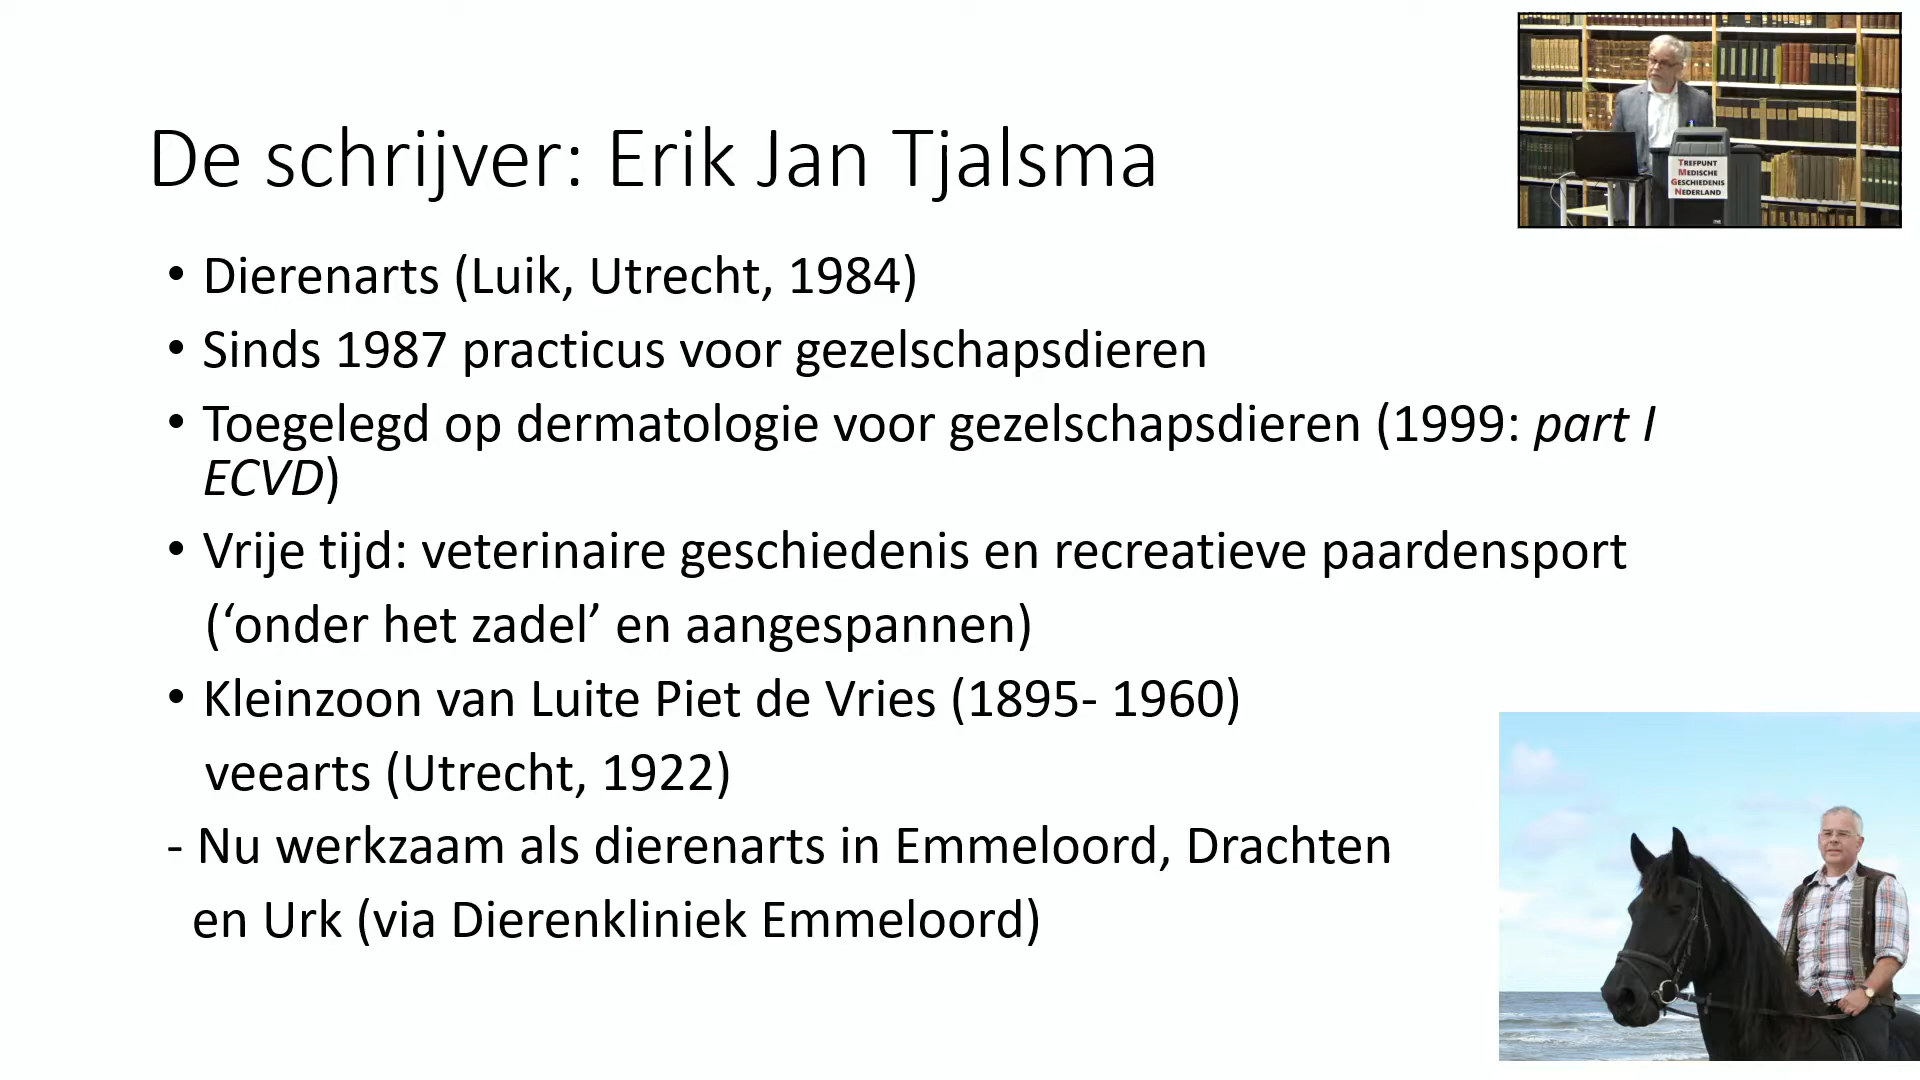 De schrijver: Erik Jan Tjalsma
• Dierenarts (Luik, Utrecht, 1984)
• Sinds 1987 practicus voor gezelschapsdieren
• Toegelegd op dermatologie voor gezelschapsdieren (1999: part I
ECVD)
• Vrije tijd: veterinaire geschiedenis en recreatieve paardensport
(‘onder het zadel’ en aangespannen)
• Kleinzoon van Luite Piet de Vries (1895- 1960)
veearts (Utrecht, 1922)
- Nu werkzaam als dierenarts in Emmeloord, Drachten
en Urk (via Dierenkliniek Emmeloord)
TREFPUNT
MEDISCHE
GESCHIEDENIS
NEDERLAND